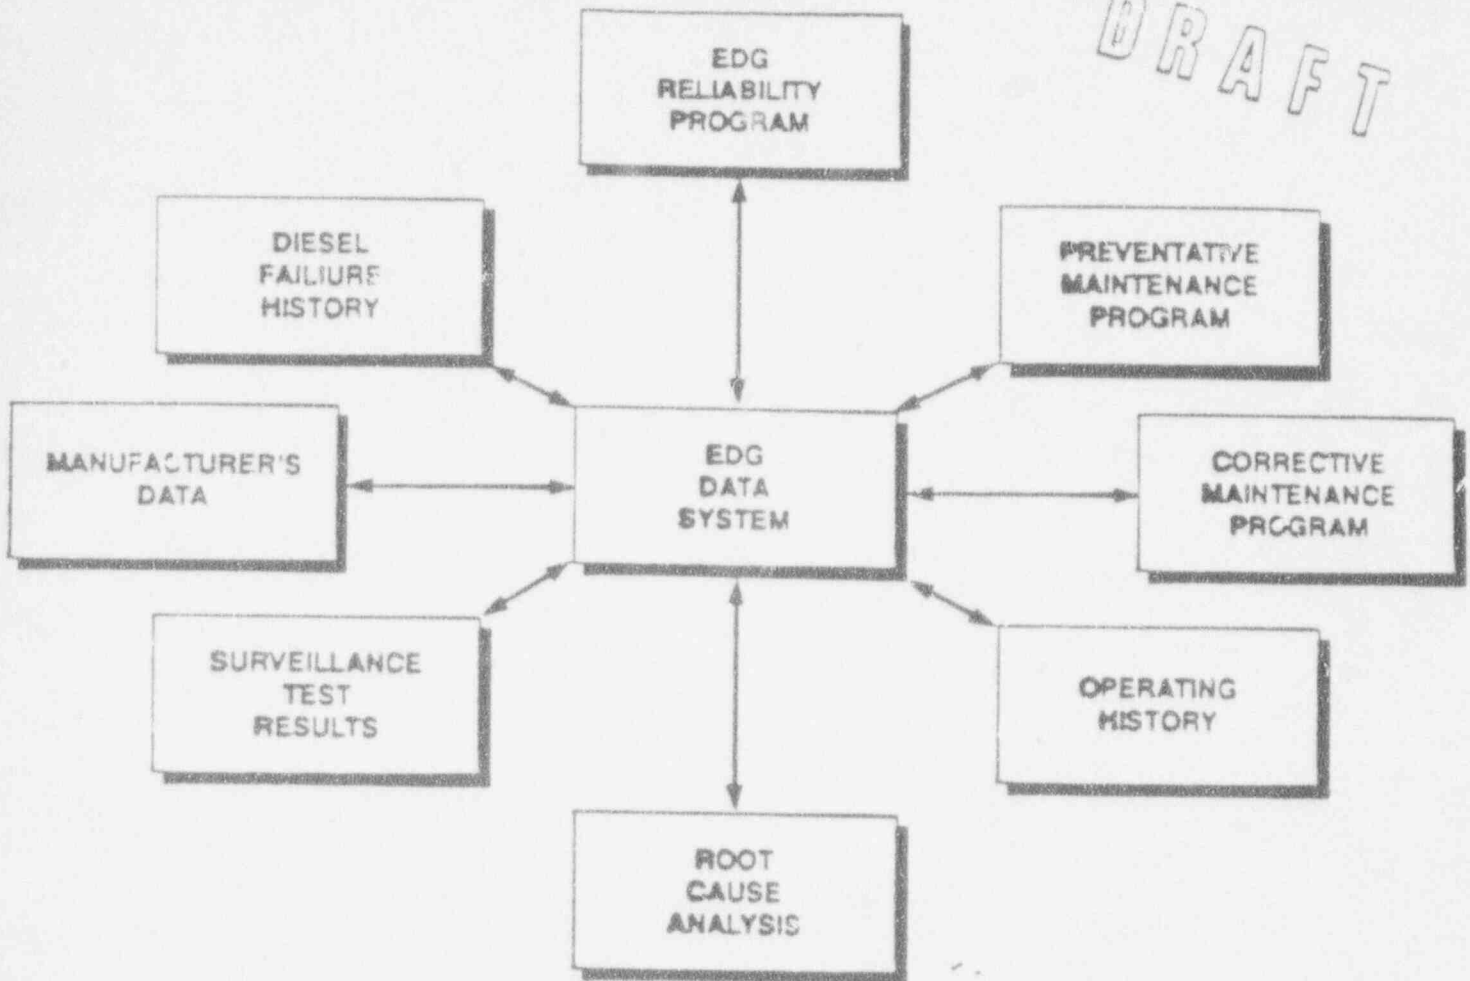 DRAFT
EDG
RELIABILITY
PROGRAM
DIESEL
FAILIURE
HISTORY
PREVENTATIVE
MAINTENANCE
PROGRAM
MANUFACTURER'S
DATA
EDG
DATA
SYSTEM
CORRECTIVE
MAINTENANCE
PROGRAM
SURVEILLANCE
TEST
RESULTS
OPERATING
HISTORY
ROOT
CAUSE
ANALYSIS